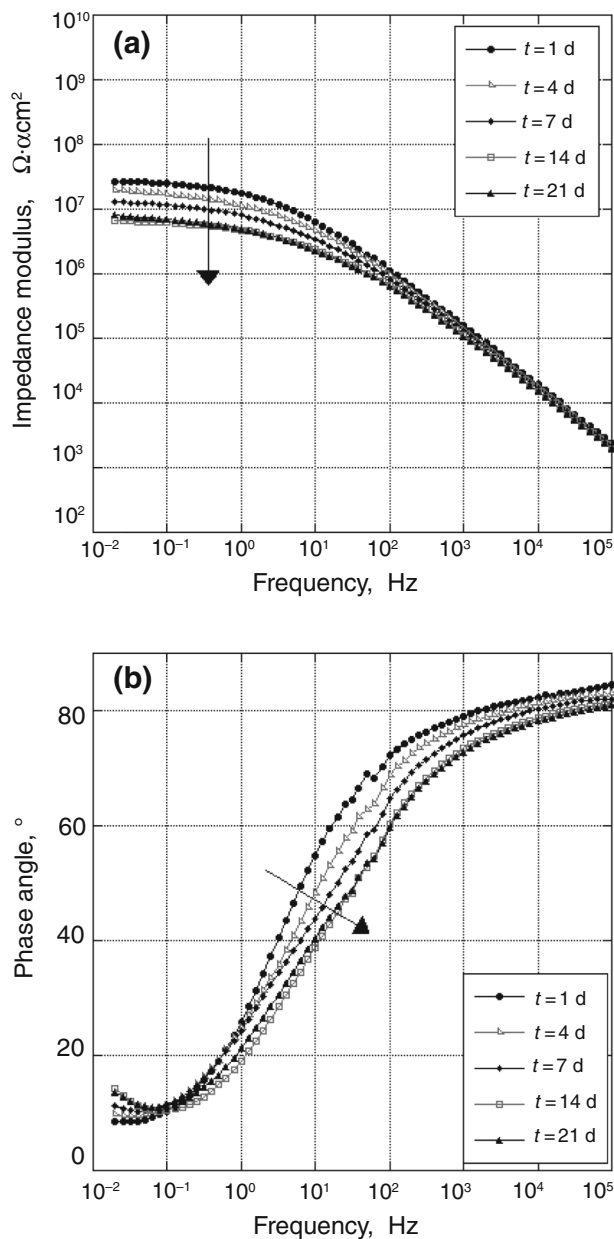 (a)
Impedance modulus, Ω·αcm²
10¹⁰
10⁹
10⁸
10⁷
10⁶
10⁵
10⁴
10³
10²
t = 1 d
t = 4 d
t = 7 d
t = 14 d
t = 21 d
10⁻² 10⁻¹ 10⁰ 10¹ 10² 10³ 10⁴ 10⁵
Frequency, Hz
(b)
Phase angle, °
80
60
40
20
0
t = 1 d
t = 4 d
t = 7 d
t = 14 d
t = 21 d
10⁻² 10⁻¹ 10⁰ 10¹ 10² 10³ 10⁴ 10⁵
Frequency, Hz